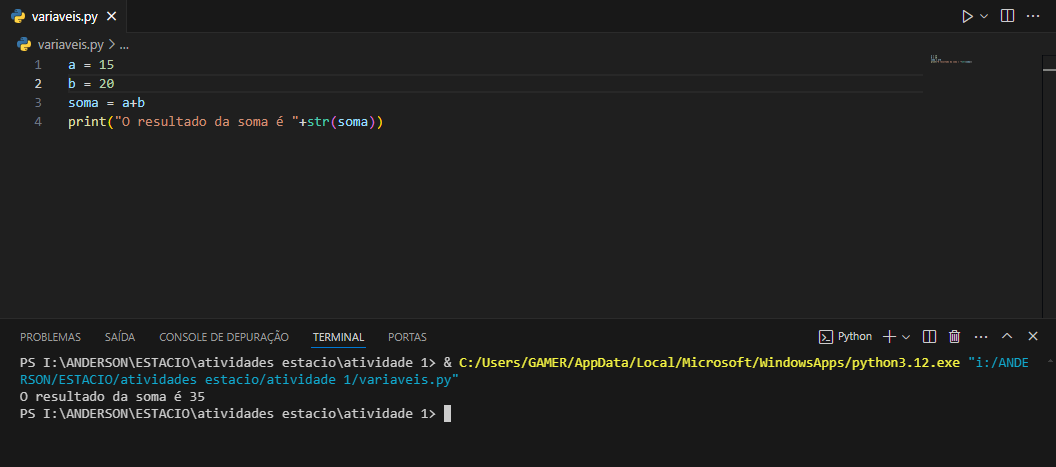 variaveis.py
variaveis.py > ...
1 a = 15
2 b = 20
3 soma = a+b
4 print("O resultado da soma é "+str(soma))
PROBLEMAS SAÍDA CONSOLE DE DEPURAÇÃO TERMINAL PORTAS Python
PS I:\ANDERSON\ESTACIO\atividades estacio\atividade 1> & C:/Users/GAMER/AppData/Local/Microsoft/WindowsApps/python3.12.exe "i:/ANDE
RSON/ESTACIO/atividades estacio/atividade 1/variaveis.py"
O resultado da soma é 35
PS I:\ANDERSON\ESTACIO\atividades estacio\atividade 1>